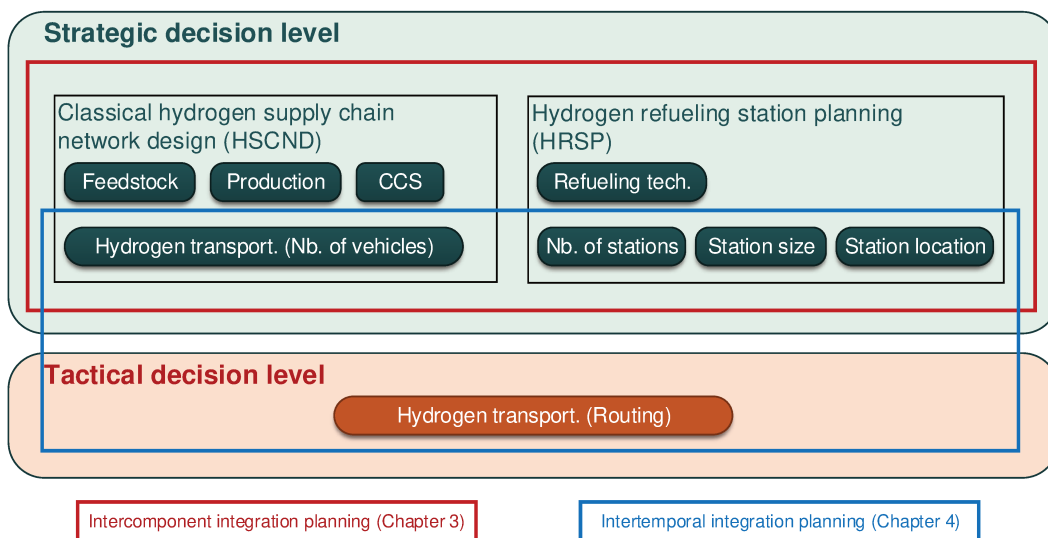 Strategic decision level
Classical hydrogen supply chain
network design (HSCND)
Feedstock
Production
CCS
Hydrogen transport. (Nb. of vehicles)
Hydrogen refueling station planning
(HRSP)
Refueling tech.
Nb. of stations
Station size
Station location
Tactical decision level
Hydrogen transport. (Routing)
Intercomponent integration planning (Chapter 3)
Intertemporal integration planning (Chapter 4)